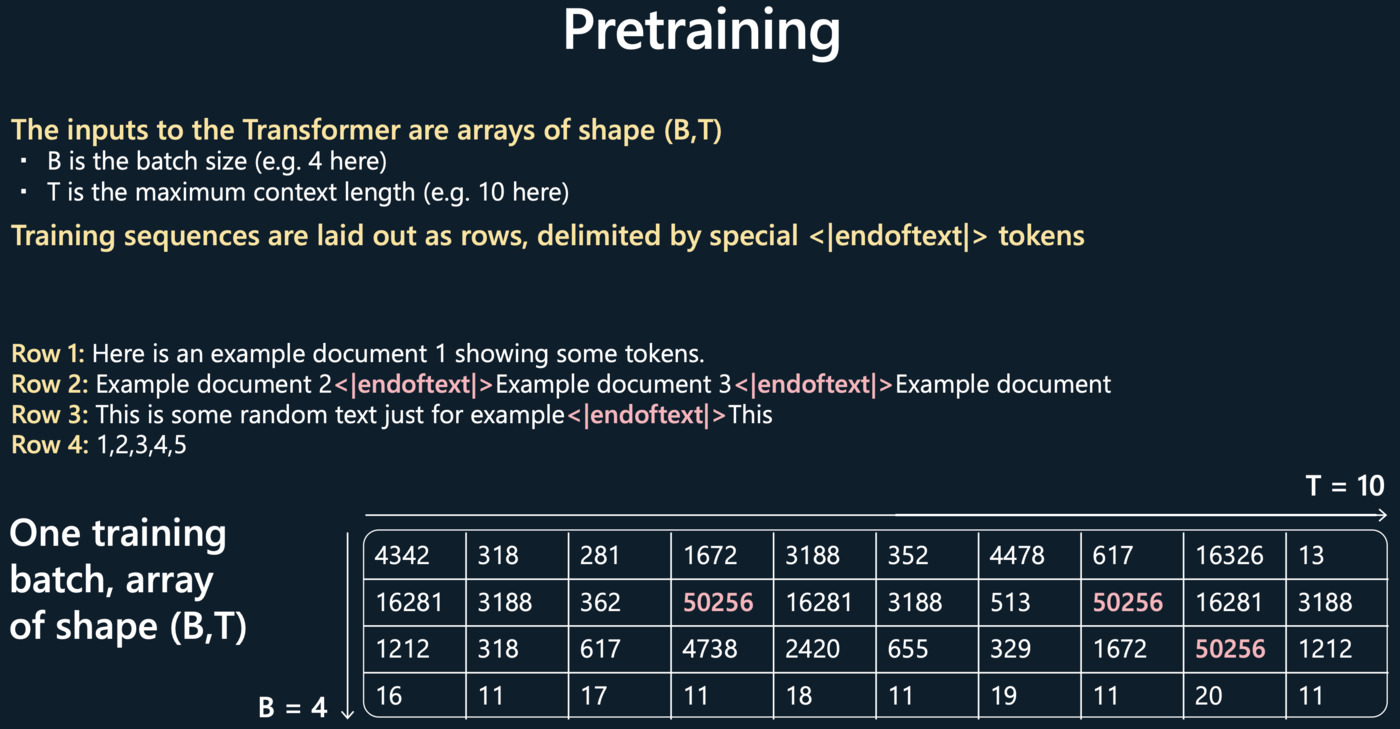 Pretraining
The inputs to the Transformer are arrays of shape (B,T)
· B is the batch size (e.g. 4 here)
· T is the maximum context length (e.g. 10 here)
Training sequences are laid out as rows, delimited by special <|endoftext|> tokens
Row 1: Here is an example document 1 showing some tokens.
Row 2: Example document 2<|endoftext|>Example document 3<|endoftext|>Example document
Row 3: This is some random text just for example<|endoftext|>This
Row 4: 1,2,3,4,5
T = 10
One training
batch, array
of shape (B,T)
B = 4
4342 318 281 1672 3188 352 4478 617 16326 13
16281 3188 362 50256 16281 3188 513 50256 16281 3188
1212 318 617 4738 2420 655 329 1672 50256 1212
16 11 17 11 18 11 19 11 20 11